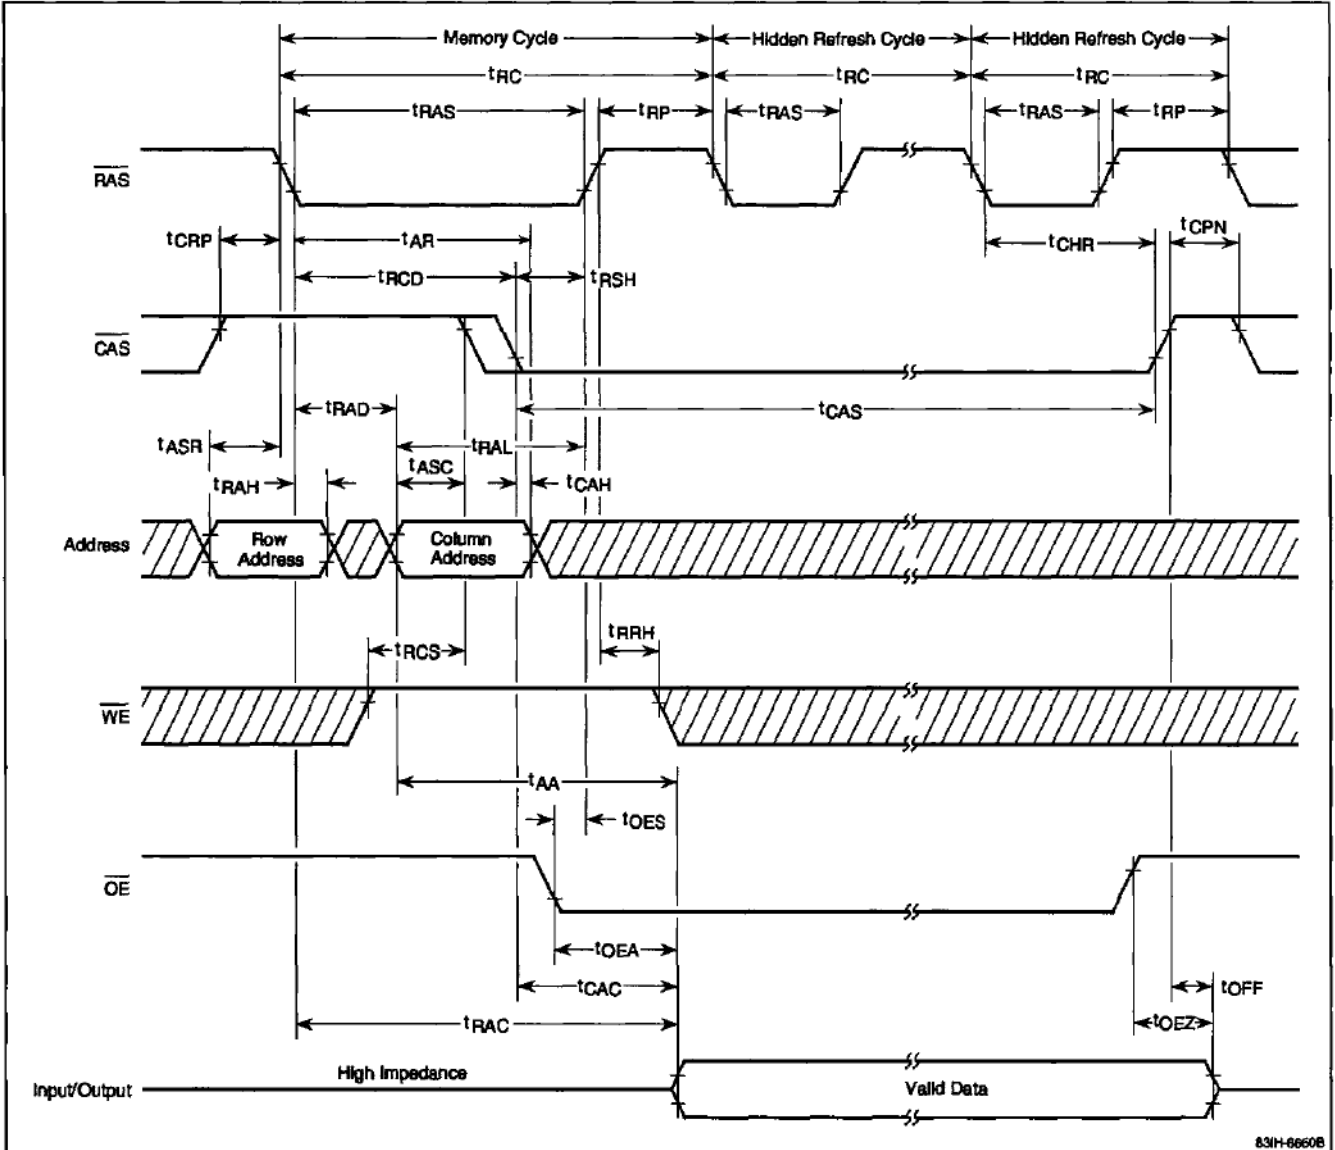 Memory Cycle Hidden Refresh Cycle Hidden Refresh Cycle
tRC tRC tRC
tRAS tRP tRAS tRAS tRP
RAS
tCRP tAR tCHR tCPN
tRCD tRSH
CAS
tRAD tCAS
tASR tRAL
tASC
tRAH tCAH
Address Row Address Column Address
tRRH
tRCS
WE
tAA
tOES
OE
tOEA
tCAC tOFF
tRAC tOEZ
High Impedance
Input/Output Valid Data
83IH-6660B